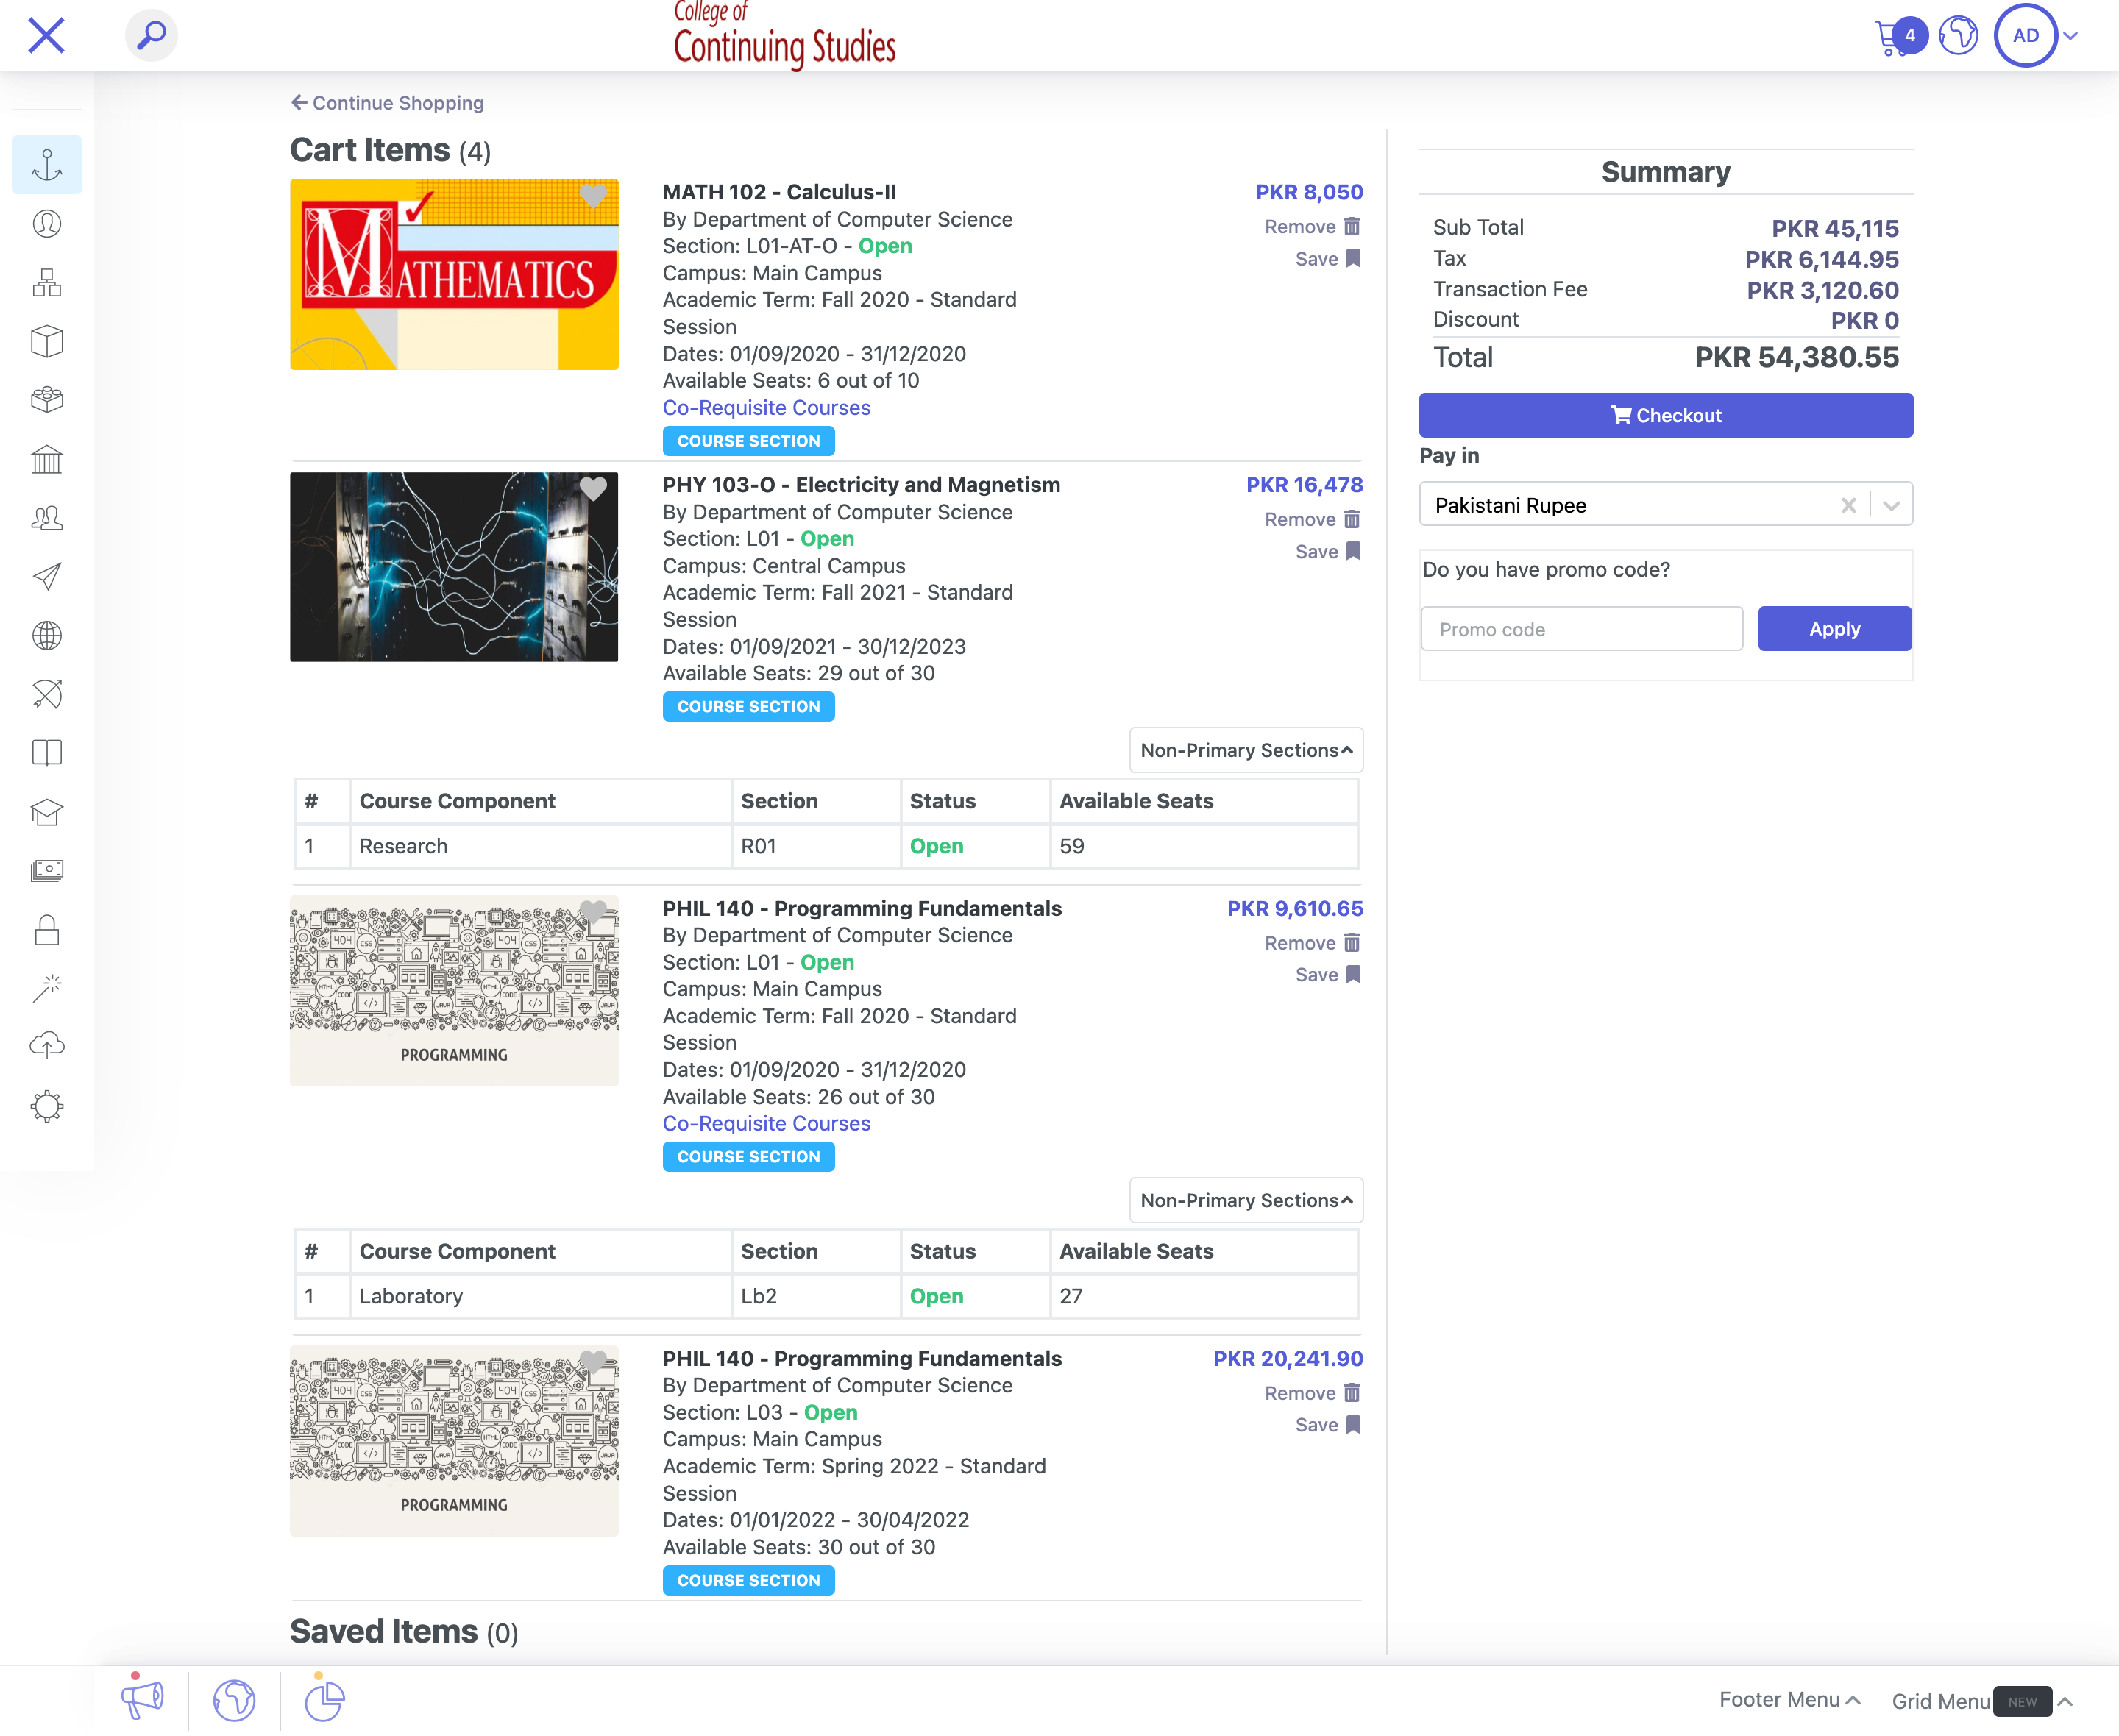 College of
Continuing Studies
4
AD
Continue Shopping
Cart Items (4)
MATHEMATICS
MATH 102 - Calculus-II
By Department of Computer Science
Section: L01-AT-O - Open
Campus: Main Campus
Academic Term: Fall 2020 - Standard
Session
Dates: 01/09/2020 - 31/12/2020
Available Seats: 6 out of 10
Co-Requisite Courses
COURSE SECTION
PKR 8,050
Remove
Save
PHY 103-O - Electricity and Magnetism
By Department of Computer Science
Section: L01 - Open
Campus: Central Campus
Academic Term: Fall 2021 - Standard
Session
Dates: 01/09/2021 - 30/12/2023
Available Seats: 29 out of 30
COURSE SECTION
PKR 16,478
Remove
Save
Non-Primary Sections
# Course Component Section Status Available Seats
1 Research R01 Open 59
PROGRAMMING
PHIL 140 - Programming Fundamentals
By Department of Computer Science
Section: L01 - Open
Campus: Main Campus
Academic Term: Fall 2020 - Standard
Session
Dates: 01/09/2020 - 31/12/2020
Available Seats: 26 out of 30
Co-Requisite Courses
COURSE SECTION
PKR 9,610.65
Remove
Save
Non-Primary Sections
# Course Component Section Status Available Seats
1 Laboratory Lb2 Open 27
PROGRAMMING
PHIL 140 - Programming Fundamentals
By Department of Computer Science
Section: L03 - Open
Campus: Main Campus
Academic Term: Spring 2022 - Standard
Session
Dates: 01/01/2022 - 30/04/2022
Available Seats: 30 out of 30
COURSE SECTION
PKR 20,241.90
Remove
Save
Saved Items (0)
Summary
Sub Total PKR 45,115
Tax PKR 6,144.95
Transaction Fee PKR 3,120.60
Discount PKR 0
Total PKR 54,380.55
Checkout
Pay in
Pakistani Rupee
Do you have promo code?
Promo code
Apply
Footer Menu
Grid Menu NEW